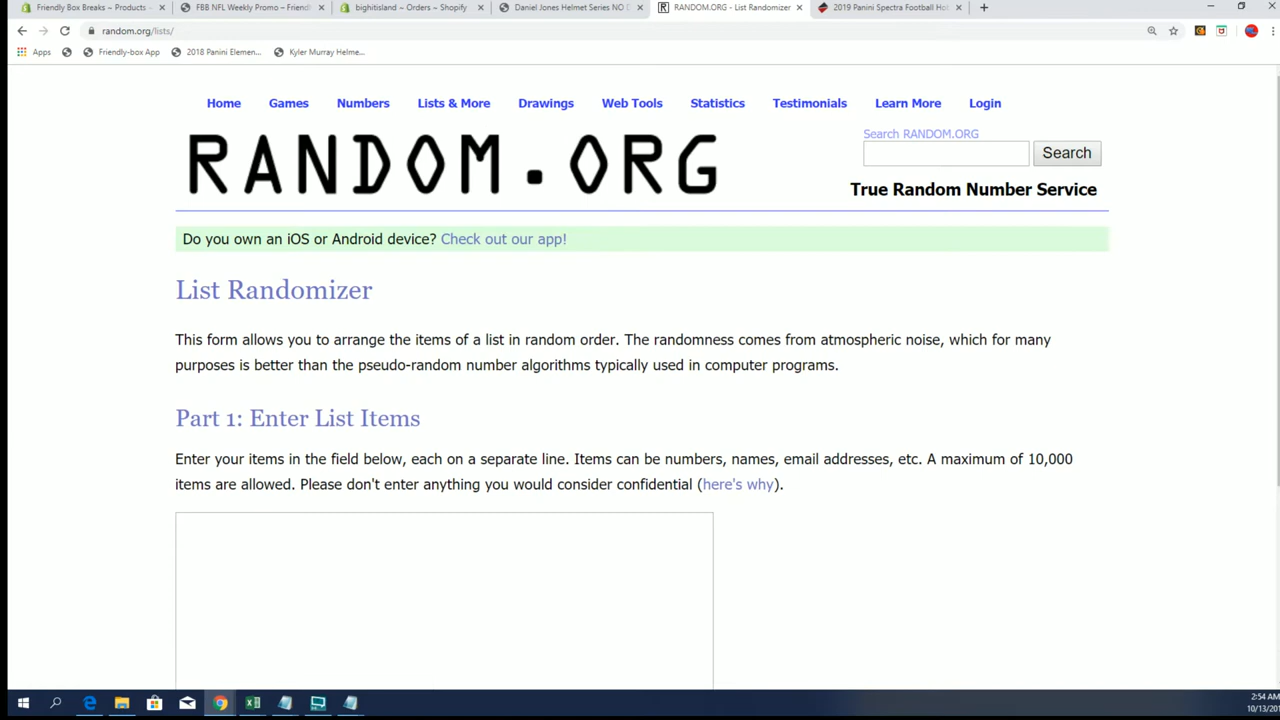 Friendly Box Breaks ~ Products ~
FBB NFL Weekly Promo – Friendl
bighitisland ~ Orders ~ Shopify
Daniel Jones Helmet Series NO D
RANDOM.ORG - List Randomizer
2019 Panini Spectra Football Hot
random.org/lists/
Apps
Friendly-box App
2018 Panini Elemen...
Kyler Murray Helme...
Home
Games
Numbers
Lists & More
Drawings
Web Tools
Statistics
Testimonials
Learn More
Login
RANDOM.ORG
Search RANDOM.ORG
Search
True Random Number Service
Do you own an iOS or Android device? Check out our app!
List Randomizer
This form allows you to arrange the items of a list in random order. The randomness comes from atmospheric noise, which for many
purposes is better than the pseudo-random number algorithms typically used in computer programs.
Part 1: Enter List Items
Enter your items in the field below, each on a separate line. Items can be numbers, names, email addresses, etc. A maximum of 10,000
items are allowed. Please don't enter anything you would consider confidential (here's why).
2:54 AM
10/13/201